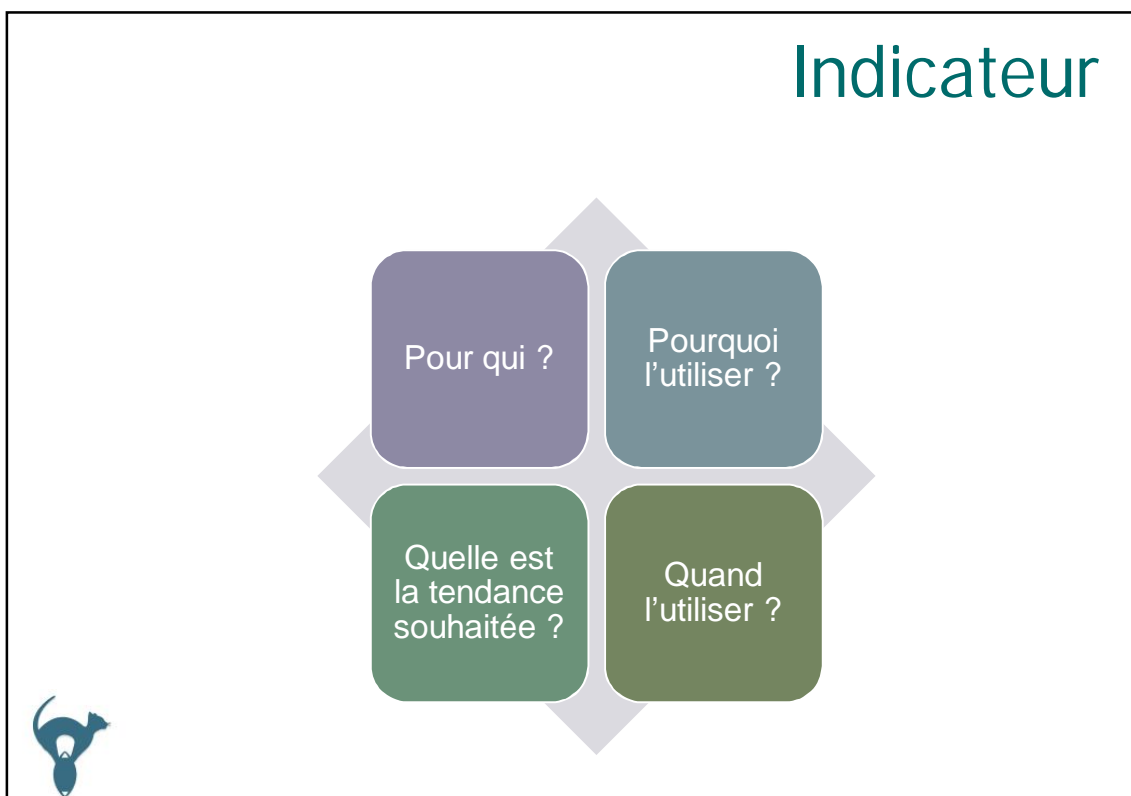 Indicateur
Pour qui ?
Pourquoi
l’utiliser ?
Quelle est
la tendance
souhaitée ?
Quand
l’utiliser ?